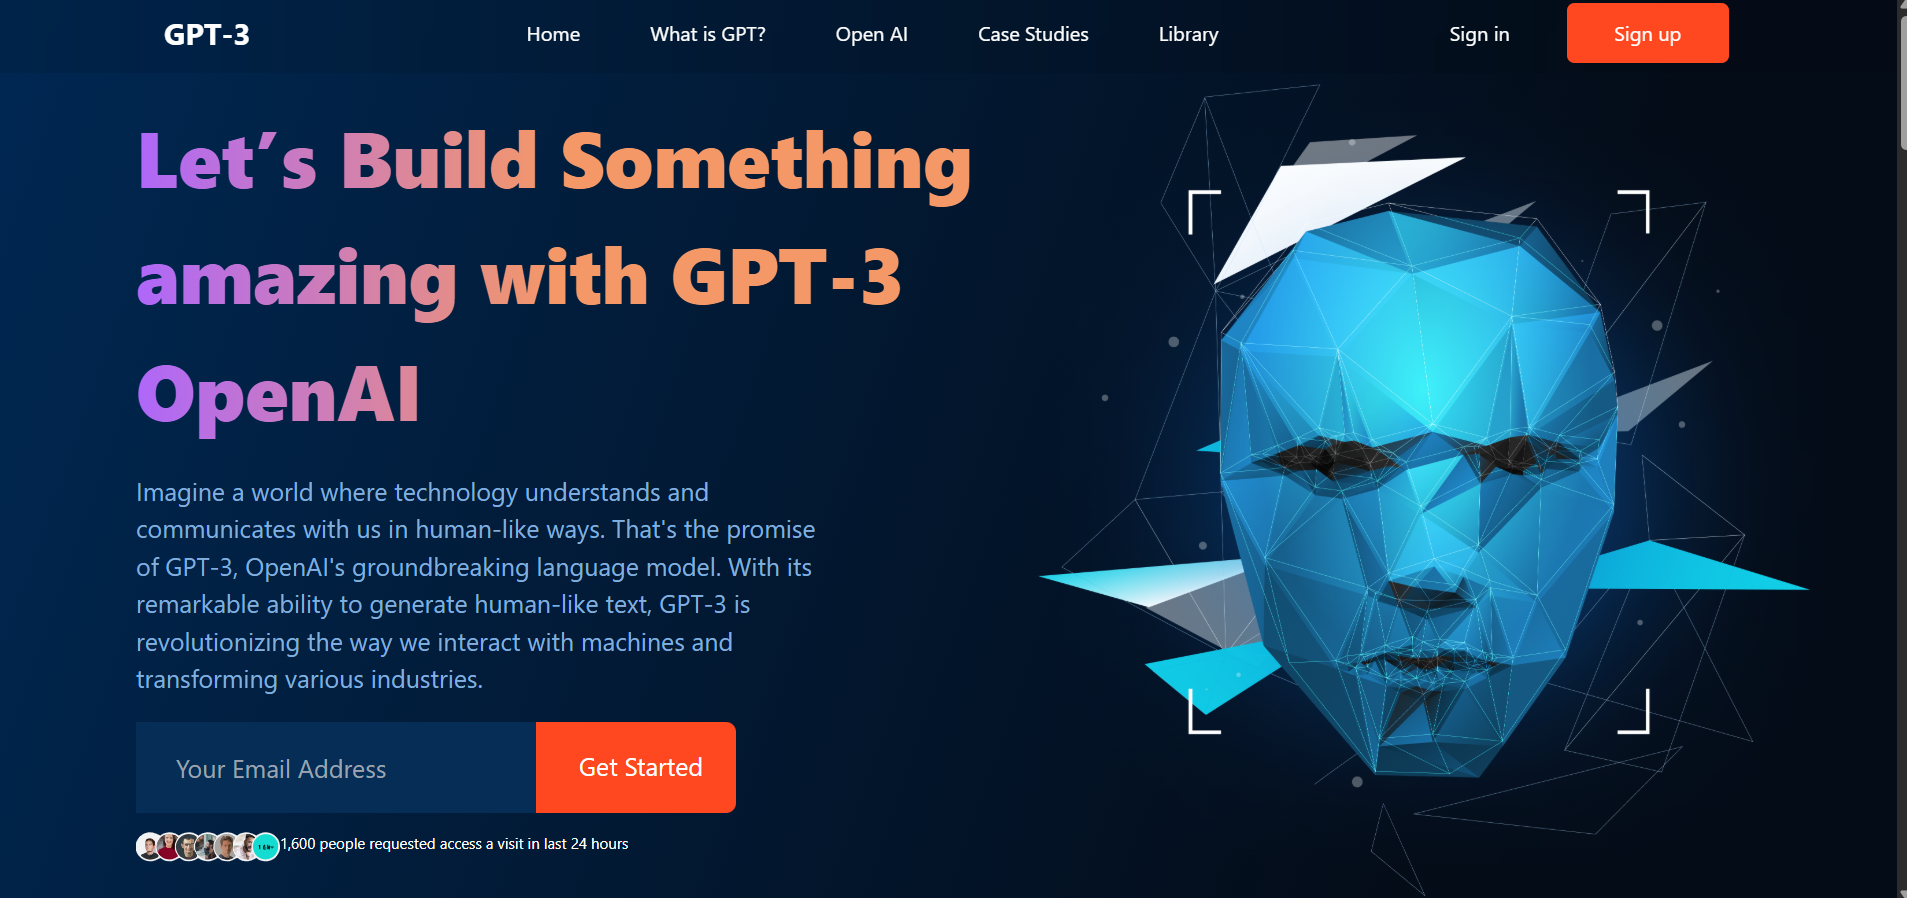 GPT-3
Home
What is GPT?
Open AI
Case Studies
Library
Sign in
Sign up
Let’s Build Something
amazing with GPT-3
OpenAI
Imagine a world where technology understands and
communicates with us in human-like ways. That's the promise
of GPT-3, OpenAI's groundbreaking language model. With its
remarkable ability to generate human-like text, GPT-3 is
revolutionizing the way we interact with machines and
transforming various industries.
Your Email Address
Get Started
1,600 people requested access a visit in last 24 hours